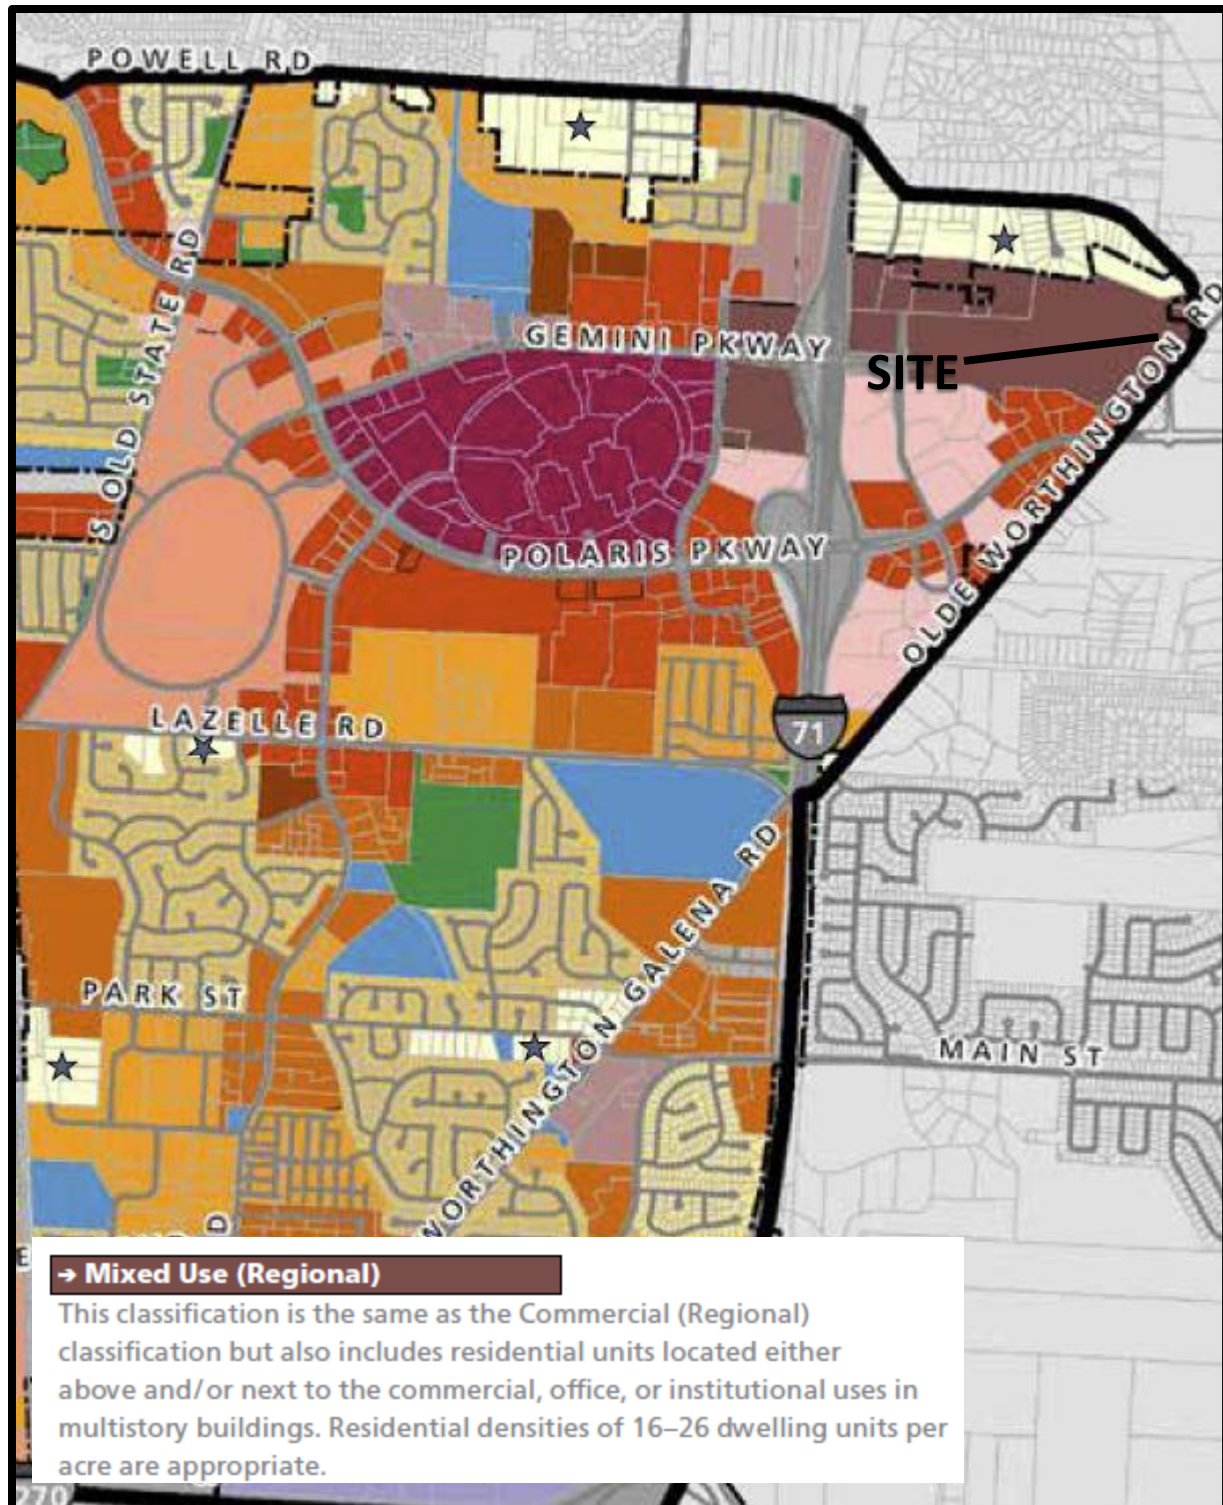 POWELL RD
S OLD STATE RD
GEMINI PKWAY
SITE
OLDE WORTHINGTON RD
POLARIS PKWAY
LAZELLE RD
71
WORTHINGTON GALENA RD
PARK ST
MAIN ST
➔ Mixed Use (Regional)
This classification is the same as the Commercial (Regional)
classification but also includes residential units located either
above and/or next to the commercial, office, or institutional uses in
multistory buildings. Residential densities of 16–26 dwelling units per
acre are appropriate.
270